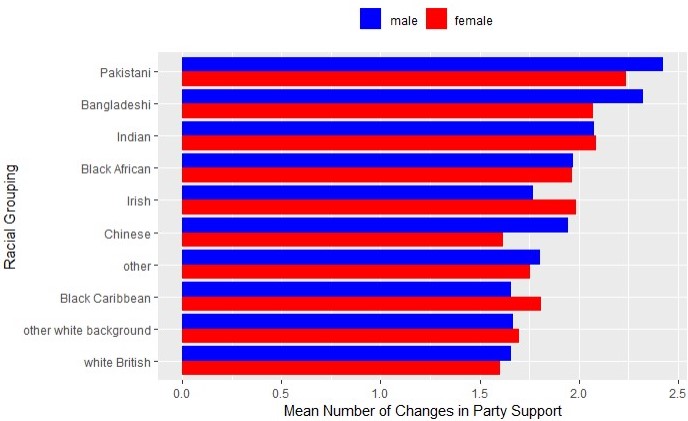 male female
Pakistani
Bangladeshi
Indian
Black African
Irish
Chinese
other
Black Caribbean
other white background
white British
Racial Grouping
0.0 0.5 1.0 1.5 2.0 2.5
Mean Number of Changes in Party Support